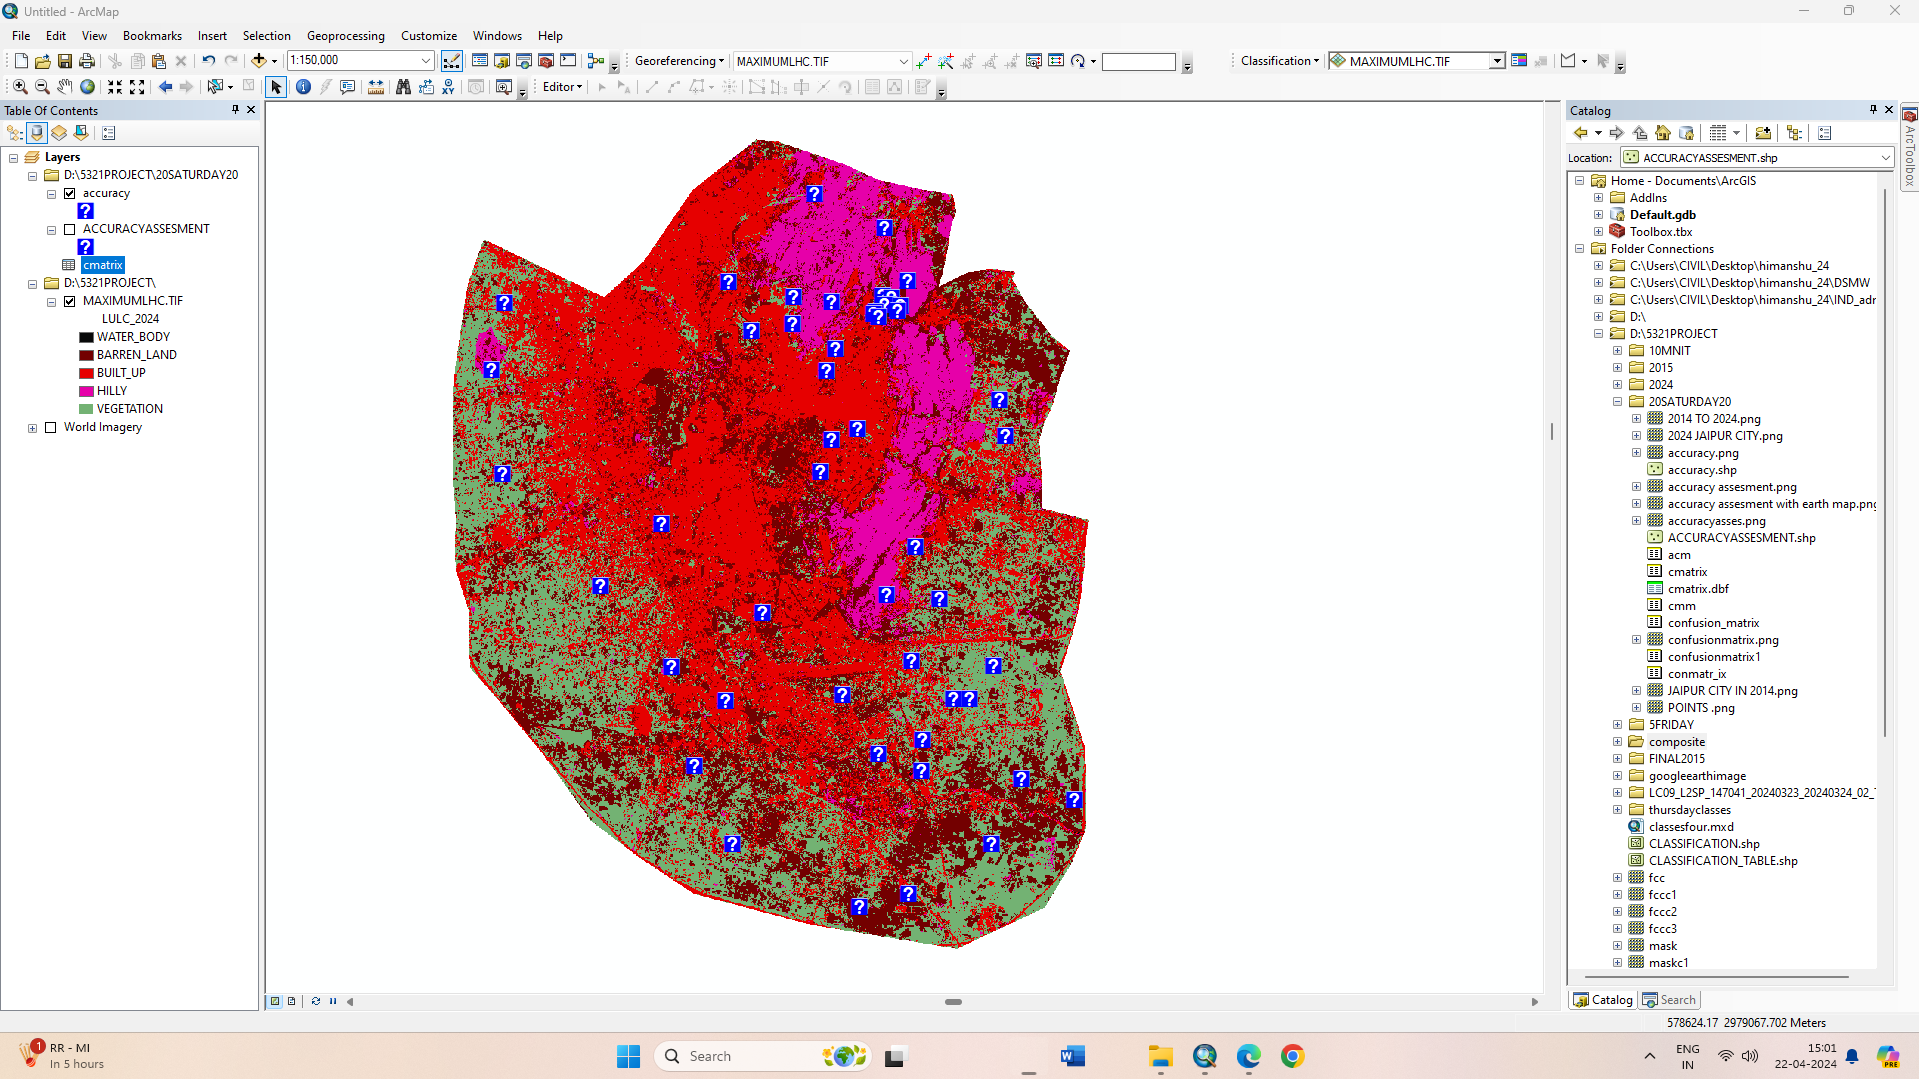 Untitled - ArcMap
File Edit View Bookmarks Insert Selection Geoprocessing Customize Windows Help
1:150,000
Georeferencing
MAXIMUMLHC.TIF
Classification
MAXIMUMLHC.TIF
Editor
Table Of Contents
Layers
D:\5321PROJECT\20SATURDAY20
accuracy
?
ACCURACYASSESMENT
?
cmatrix
D:\5321PROJECT\
MAXIMUMLHC.TIF
LULC_2024
WATER_BODY
BARREN_LAND
BUILT_UP
HILLY
VEGETATION
World Imagery
Catalog
Location: ACCURACYASSESMENT.shp
Home - Documents\ArcGIS
AddIns
Default.gdb
Toolbox.tbx
Folder Connections
C:\Users\CIVIL\Desktop\himanshu_24
C:\Users\CIVIL\Desktop\himanshu_24\DSMW
C:\Users\CIVIL\Desktop\himanshu_24\IND_adr
D:\
D:\5321PROJECT
10MNIT
2015
2024
20SATURDAY20
2014 TO 2024.png
2024 JAIPUR CITY.png
accuracy.png
accuracy.shp
accuracy assesment.png
accuracy assesment with earth map.png
accuracyasses.png
ACCURACYASSESMENT.shp
acm
cmatrix
cmatrix.dbf
cmm
confusion_matrix
confusionmatrix.png
confusionmatrix1
conmatr_ix
JAIPUR CITY IN 2014.png
POINTS .png
5FRIDAY
composite
FINAL2015
googleearthimage
LC09_L2SP_147041_20240323_20240324_02_
thursdayclasses
classesfour.mxd
CLASSIFICATION.shp
CLASSIFICATION_TABLE.shp
fcc
fccc1
fccc2
fccc3
mask
maskc1
Catalog Search
ArcToolbox
578624.17 2979067.702 Meters
1
RR - MI
In 5 hours
Search
ENG
IN
15:01
22-04-2024
PRE